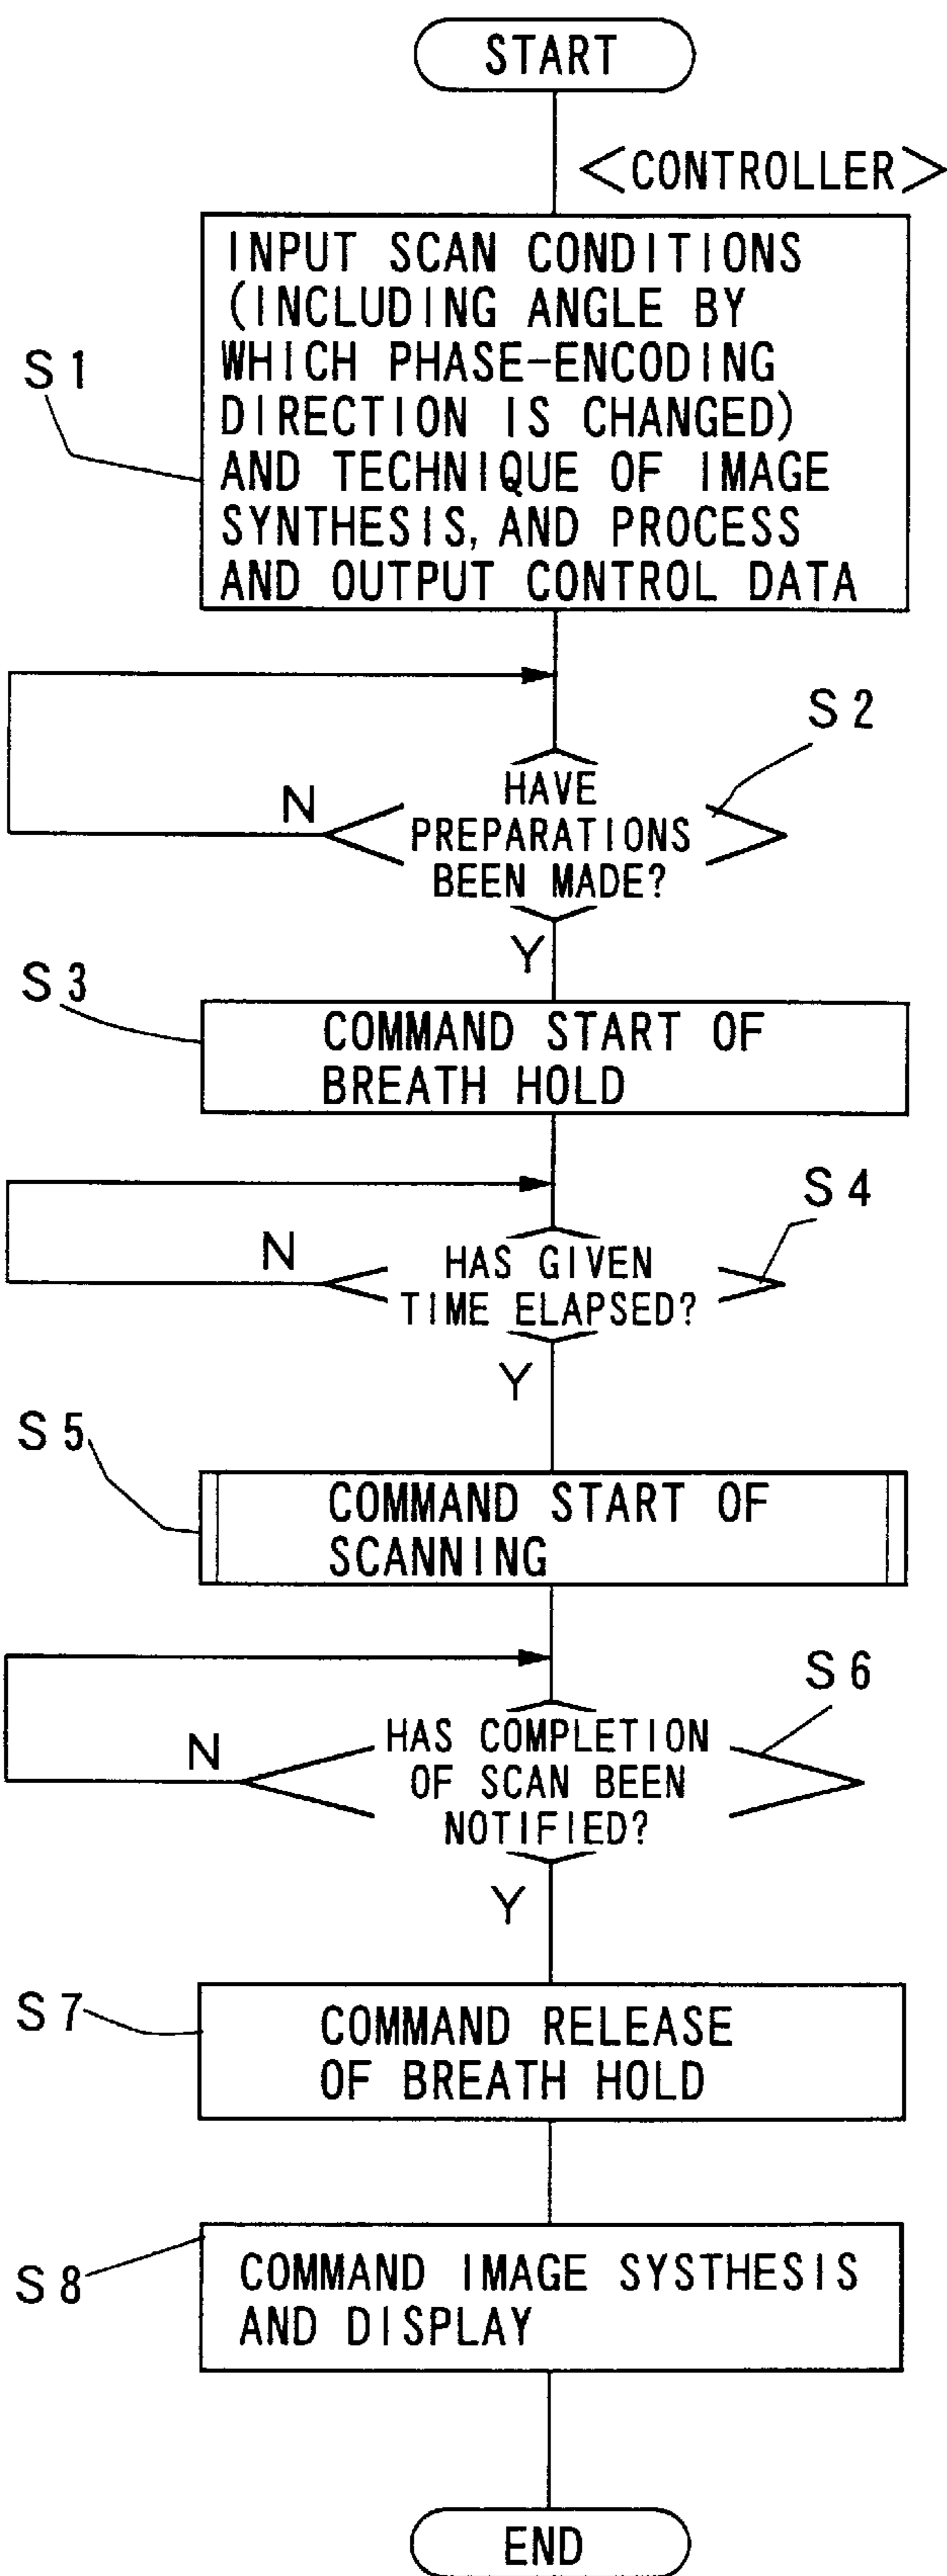 START
<CONTROLLER>
INPUT SCAN CONDITIONS
(INCLUDING ANGLE BY
WHICH PHASE-ENCODING
DIRECTION IS CHANGED)
AND TECHNIQUE OF IMAGE
SYNTHESIS, AND PROCESS
AND OUTPUT CONTROL DATA
S1
S2
HAVE
PREPARATIONS
BEEN MADE?
N
Y
S3
COMMAND START OF
BREATH HOLD
S4
HAS GIVEN
TIME ELAPSED?
N
Y
S5
COMMAND START OF
SCANNING
S6
HAS COMPLETION
OF SCAN BEEN
NOTIFIED?
N
Y
S7
COMMAND RELEASE
OF BREATH HOLD
S8
COMMAND IMAGE SYSTHESIS
AND DISPLAY
END